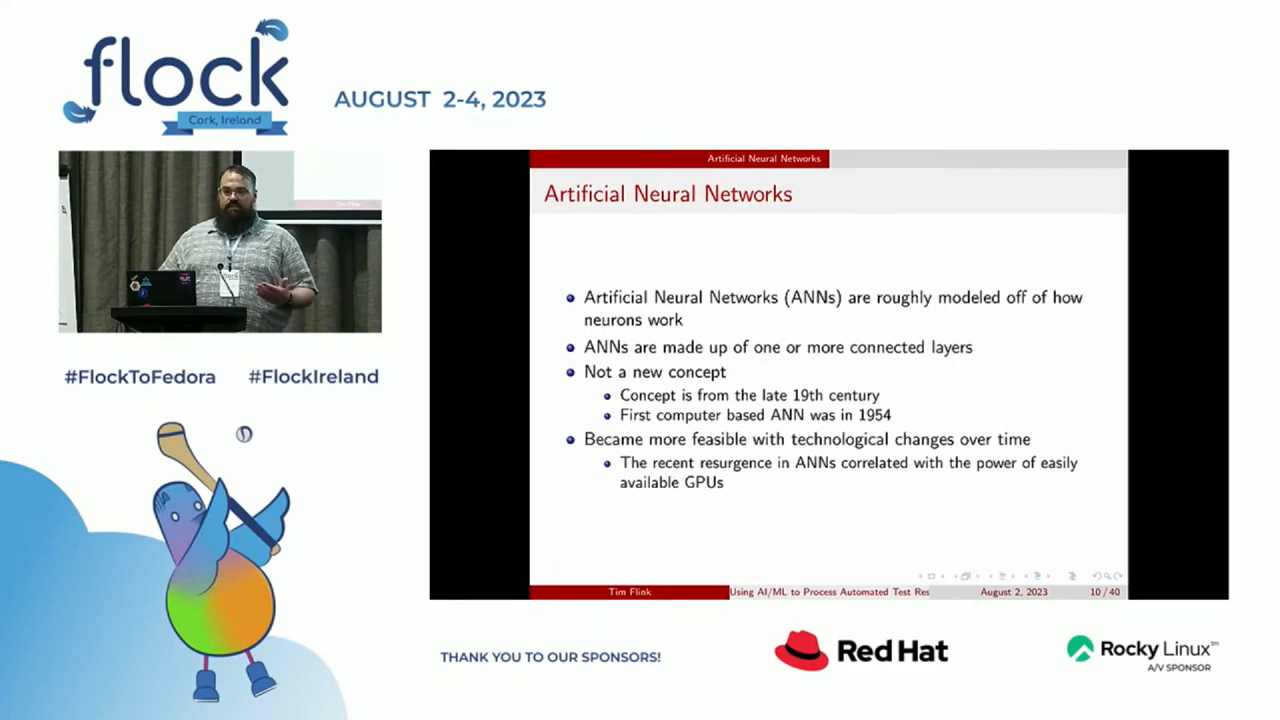 flock
Cork, Ireland
AUGUST 2-4, 2023
#FlockToFedora #FlockIreland
Artificial Neural Networks
Artificial Neural Networks
Artificial Neural Networks (ANNs) are roughly modeled off of how
neurons work
ANNs are made up of one or more connected layers
Not a new concept
Concept is from the late 19th century
First computer based ANN was in 1954
Became more feasible with technological changes over time
The recent resurgence in ANNs correlated with the power of easily
available GPUs
Tim Flink Using AI/ML to Process Automated Test Res August 2, 2023 10 / 40
THANK YOU TO OUR SPONSORS!
Red Hat
Rocky Linux™
A/V SPONSOR